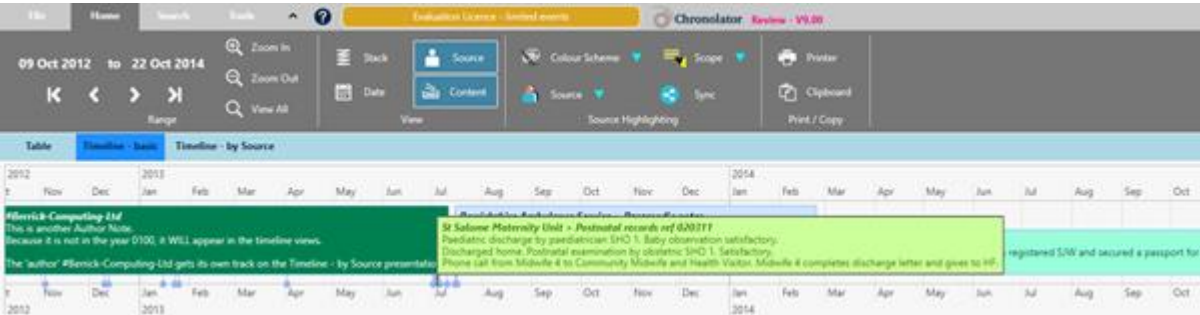 File Home Search Tools ?
Evaluation Licence - limited events
Chronolator Review - V9.00
09 Oct 2012 to 22 Oct 2014
Range
Zoom In
Zoom Out
View All
Stack
Date
Source
Content
View
Colour Scheme
Source
Scope
Sync
Source Highlighting
Printer
Clipboard
Print / Copy
Table Timeline - basic Timeline - by Source
2012 2013 2014
t Nov Dec Jan Feb Mar Apr May Jun Jul Aug Sep Oct Nov Dec Jan Feb Mar Apr May Jun Jul Aug Sep Oct
#Berrick-Computing-Ltd
This is another Author Note.
Because it is not in the year 0100, it WILL appear in the timeline views.
The 'author' #Berrick-Computing-Ltd gets its own track on the Timeline - by Source presentatio
Ambulance Service
St Salome Maternity Unit > Postnatal records ref 020311
Paediatric discharge by paediatrician SHO 1. Baby observation satisfactory.
Discharged home. Postnatal examination by obstetric SHO 1. Satisfactory.
Phone call from Midwife 4 to Community Midwife and Health Visitor. Midwife 4 completes discharge letter and gives to HF.
registered SJW and secured a passport for
t Nov Dec Jan Feb Mar Apr May Jun Jul Aug Sep Oct Nov Dec Jan Feb Mar Apr May Jun Jul Aug Sep Oct
2012 2013 2014